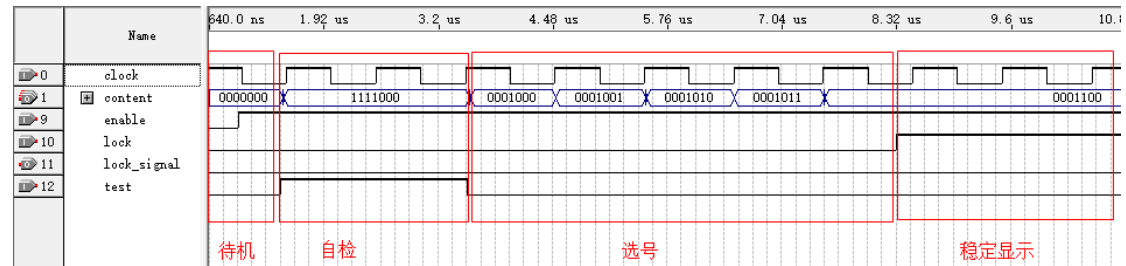 Name
640.0 ns 1.92 us 3.2 us 4.48 us 5.76 us 7.04 us 8.32 us 9.6 us 10.8
0 clock
1 content 0000000 1111000 0001000 0001001 0001010 0001011 0001100
9 enable
10 lock
11 lock_signal
12 test
待机 自检 选号 稳定显示